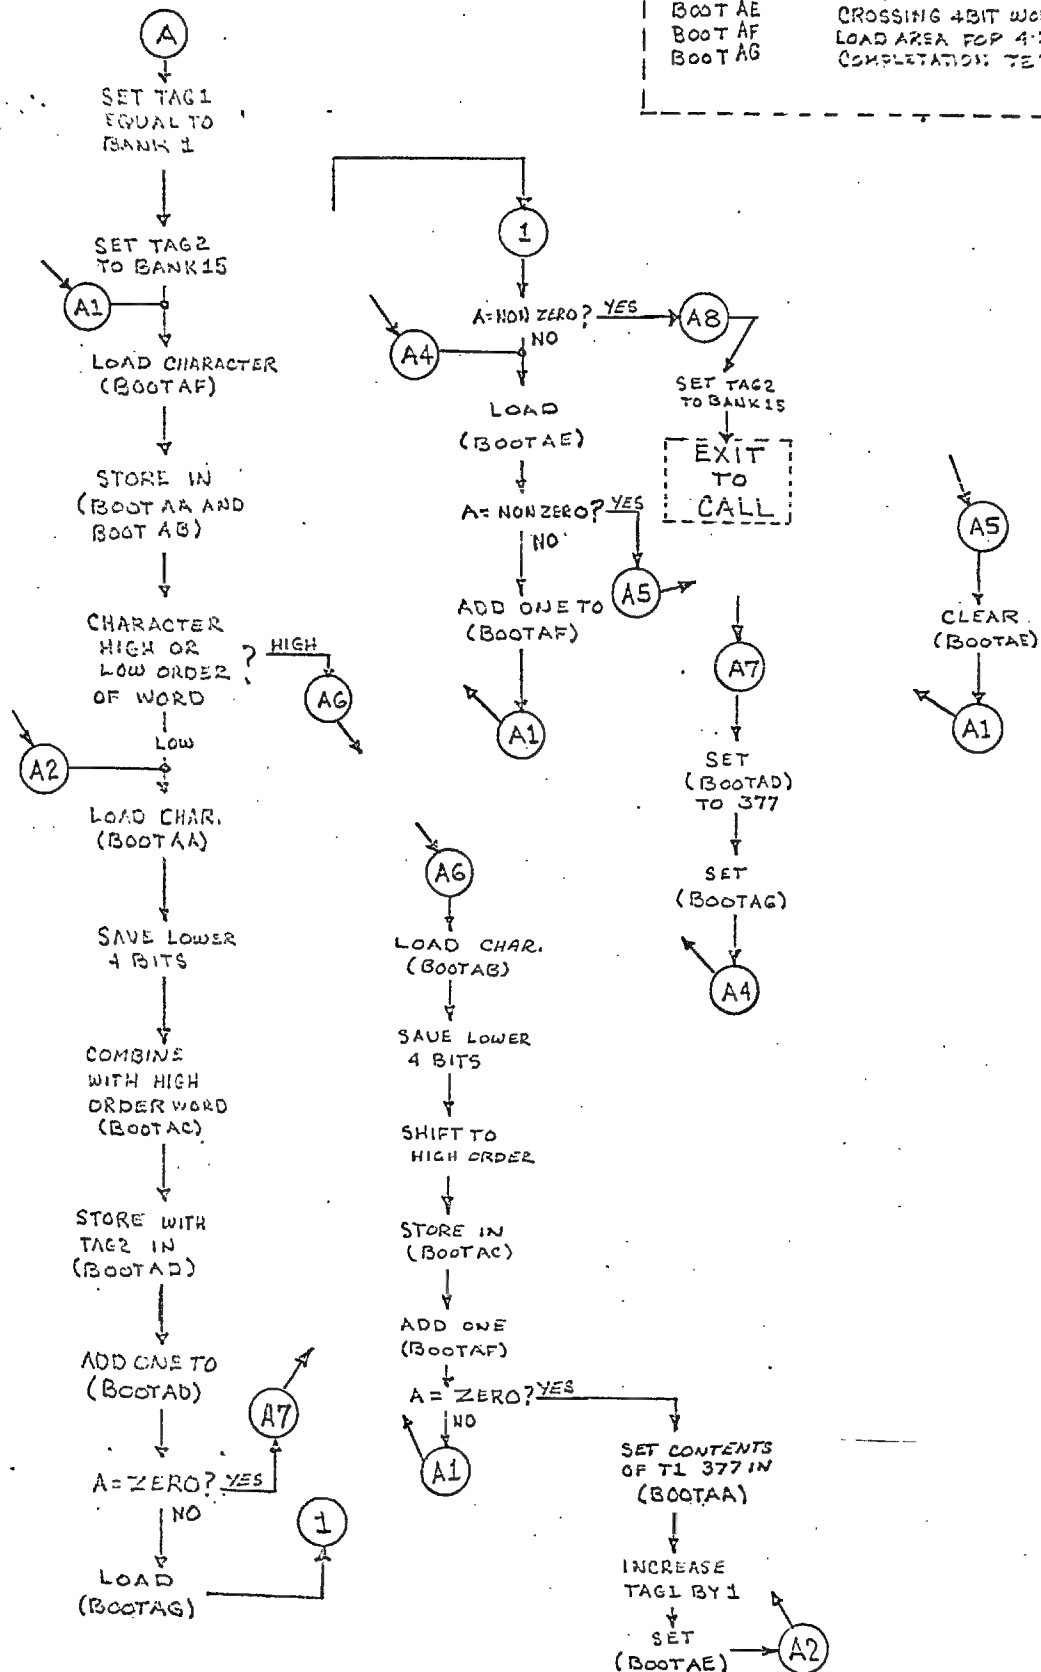 BOOT AE CROSSING 4BIT
BOOT AF LOAD AREA FOR
BOOT AG COMPLETATION
A
SET TAG1
EQUAL TO
BANK 1
SET TAG2
TO BANK 15
A1
LOAD CHARACTER
(BOOTAF)
STORE IN
(BOOT AA AND
BOOT AB)
CHARACTER
HIGH OR
LOW ORDER
OF WORD
? HIGH
A6
LOW
A2
LOAD CHAR.
(BOOTAA)
SAVE LOWER
4 BITS
COMBINE
WITH HIGH
ORDER WORD
(BOOTAC)
STORE WITH
TAG2 IN
(BOOTAD)
ADD ONE TO
(BOOTAD)
A7
A=ZERO? YES
NO
LOAD
(BOOTAG)
1
1
A=NON ZERO? YES
A8
NO
A4
LOAD
(BOOTAE)
A=NONZERO? YES
NO
A5
ADD ONE TO
(BOOTAF)
A1
SET TAG2
TO BANK15
EXIT
TO
CALL
A7
SET
(BOOTAD)
TO 377
SET
(BOOTAG)
A4
A5
CLEAR
(BOOTAE)
A1
A6
LOAD CHAR.
(BOOTAB)
SAVE LOWER
4 BITS
SHIFT TO
HIGH ORDER
STORE IN
(BOOTAC)
ADD ONE
(BOOTAF)
A= ZERO? YES
NO
A1
SET CONTENTS
OF T1 377 IN
(BOOTAA)
INCREASE
TAG1 BY 1
SET
(BOOTAE)
A2